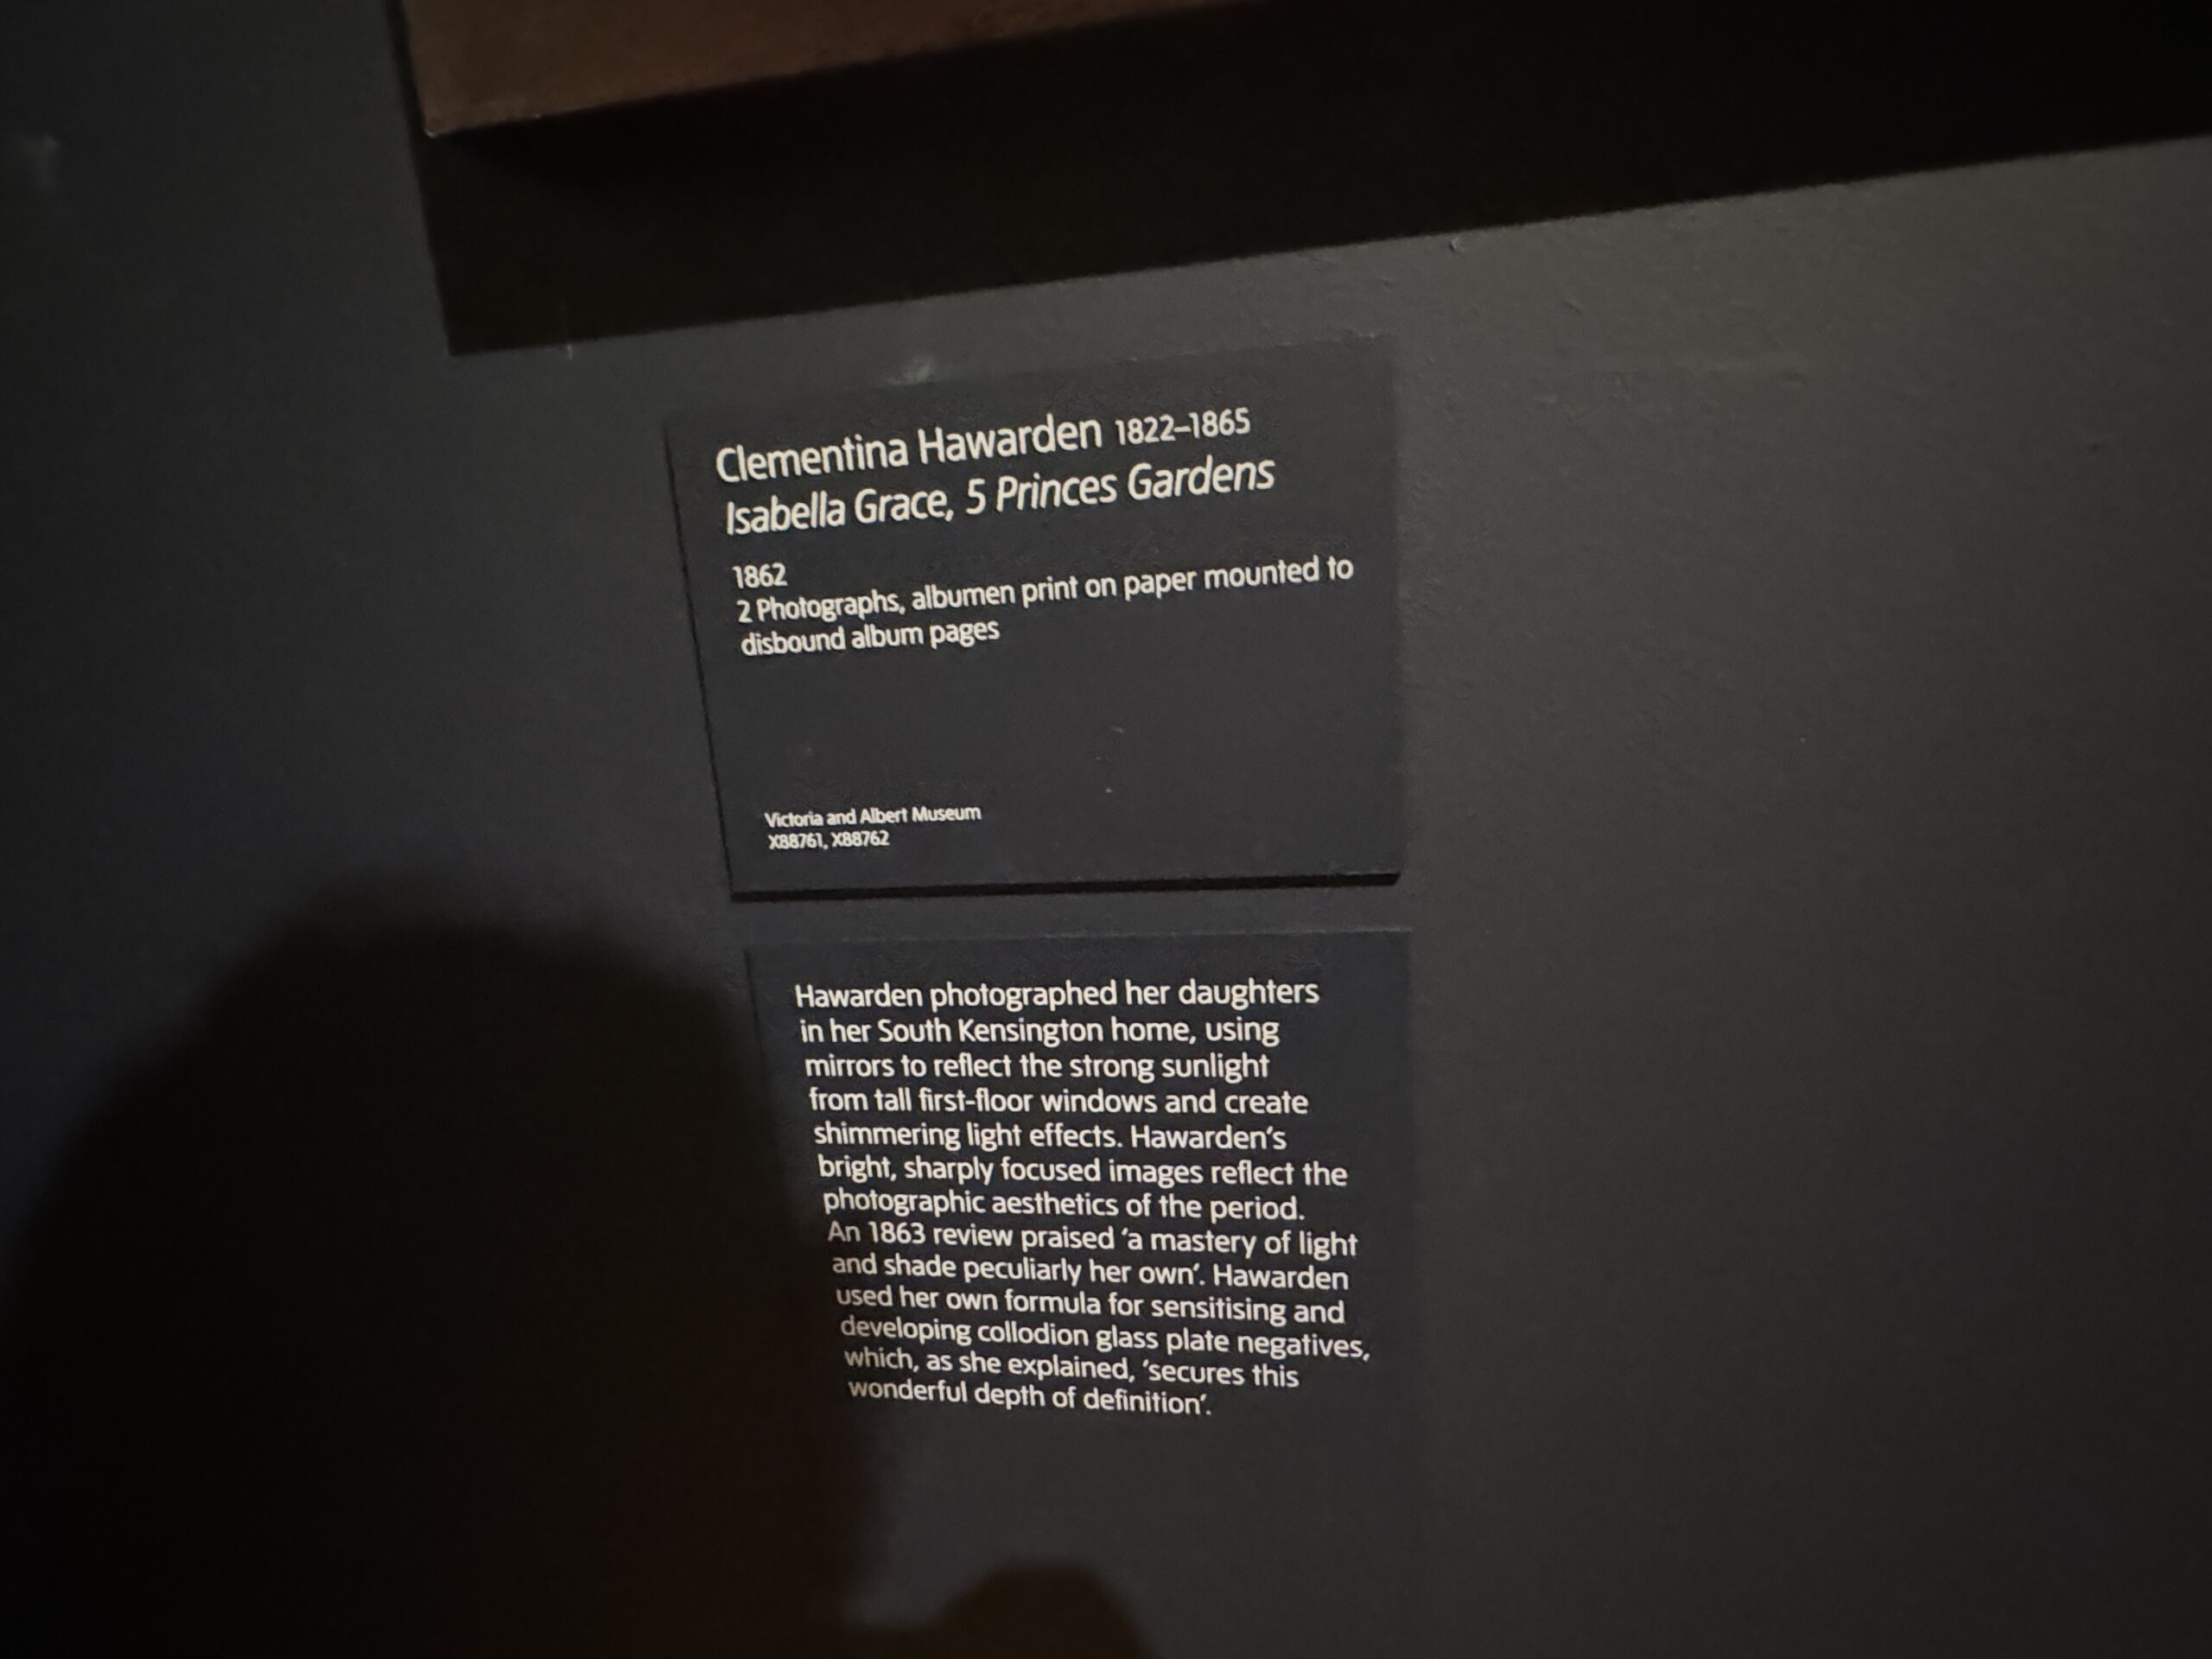 Clementina Hawarden 1822–1865
Isabella Grace, 5 Princes Gardens
1862
2 Photographs, albumen print on paper mounted to
disbound album pages
Victoria and Albert Museum
X88761, X88762
Hawarden photographed her daughters
in her South Kensington home, using
mirrors to reflect the strong sunlight
from tall first-floor windows and create
shimmering light effects. Hawarden's
bright, sharply focused images reflect the
photographic aesthetics of the period.
An 1863 review praised ‘a mastery of light
and shade peculiarly her own’. Hawarden
used her own formula for sensitising and
developing collodion glass plate negatives,
which, as she explained, ‘secures this
wonderful depth of definition’.